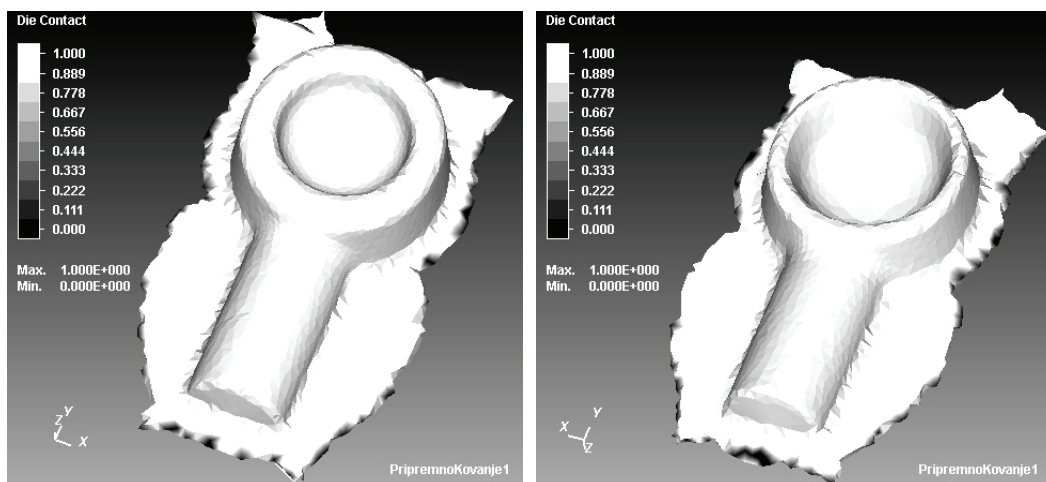 Die Contact
1.000
0.889
0.778
0.667
0.556
0.444
0.333
0.222
0.111
0.000
Max. 1.000E+000
Min. 0.000E+000
Y
Z
X
PripremnoKovanje1
Die Contact
1.000
0.889
0.778
0.667
0.556
0.444
0.333
0.222
0.111
0.000
Max. 1.000E+000
Min. 0.000E+000
Y
X
Z
PripremnoKovanje1